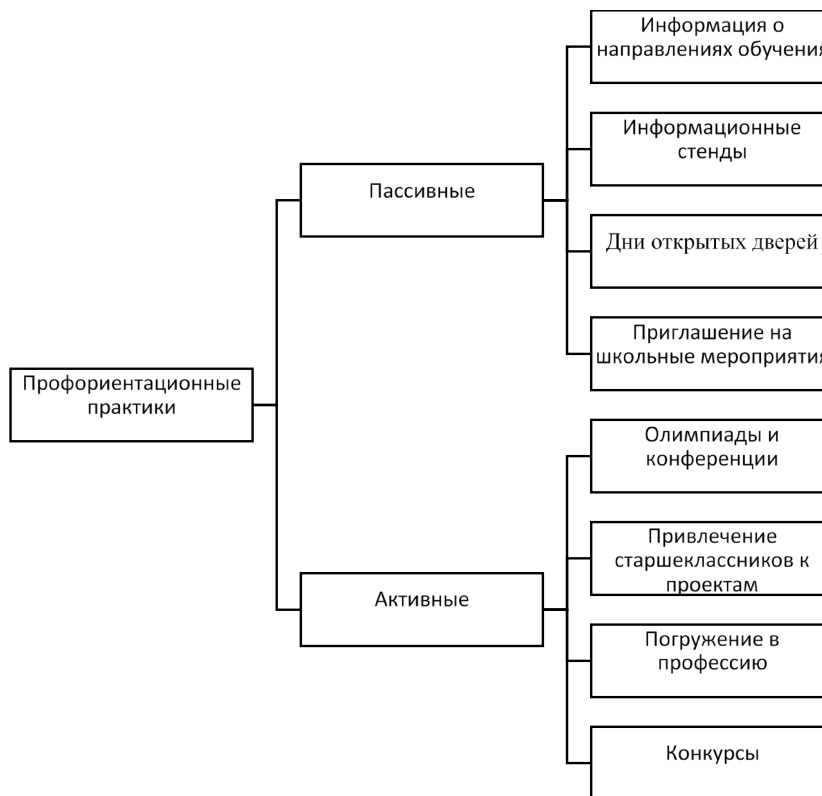 Информация о
направлениях обучения
Информационные
стенды
Пассивные
Дни открытых дверей
Приглашение на
школьные мероприятия
Профориентационные
практики
Олимпиады и
конференции
Привлечение
старшеклассников к
проектам
Активные
Погружение в
профессию
Конкурсы